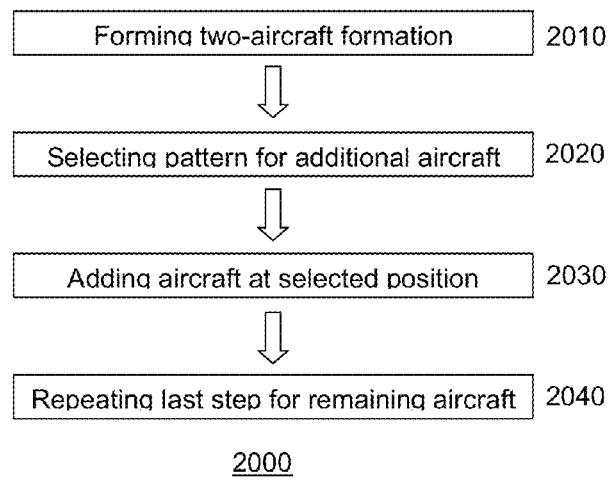 Forming two-aircraft formation 2010
Selecting pattern for additional aircraft 2020
Adding aircraft at selected position 2030
Repeating last step for remaining aircraft 2040
2000